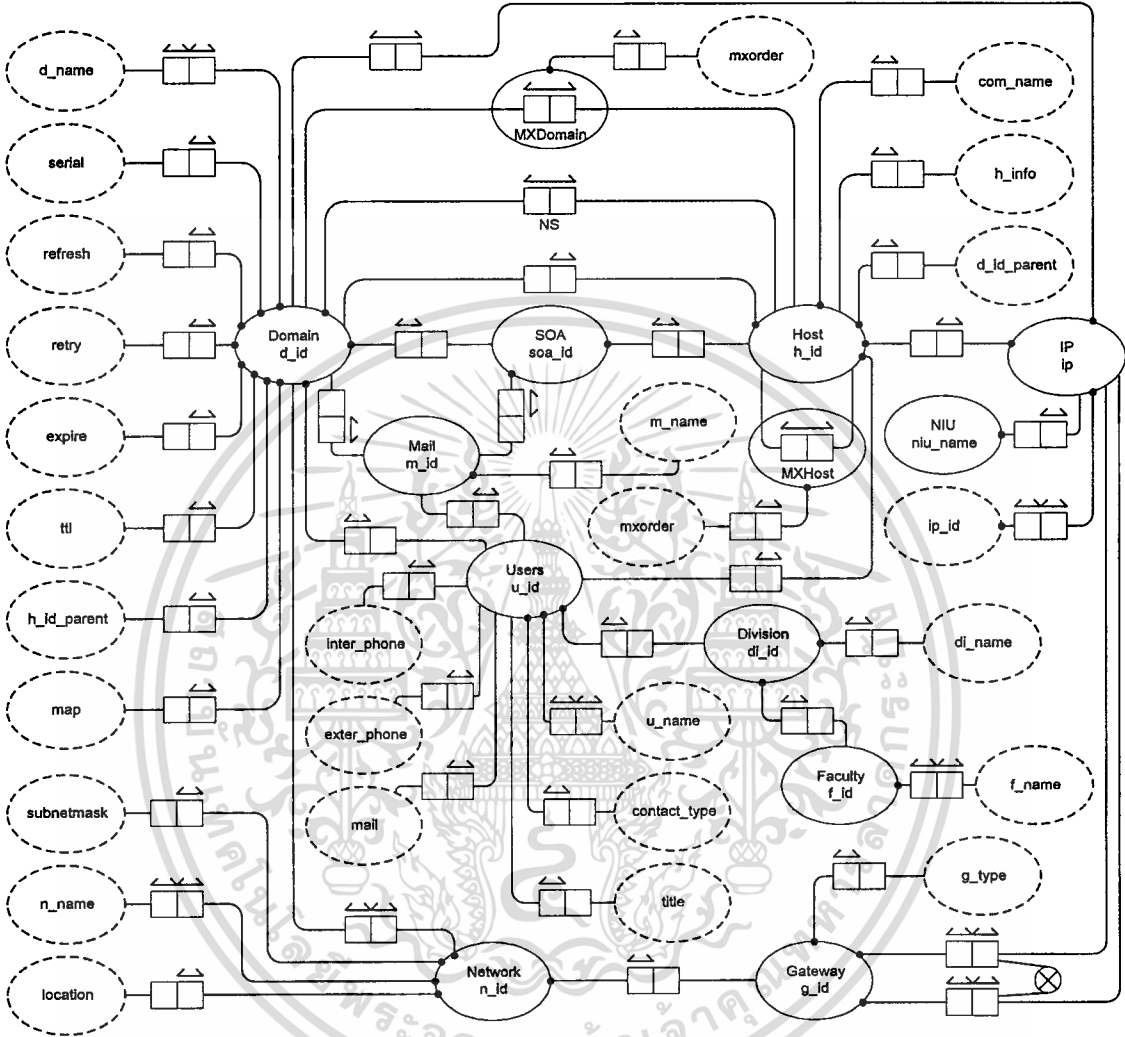 d_name
mxorder
com_name
MXDomain
serial
h_info
NS
refresh
d_id_parent
retry
Domain
d_id
SOA
soa_id
Host
h_id
IP
ip
expire
Mail
m_id
m_name
NIU
niu_name
MXHost
ttl
mxorder
ip_id
Users
u_id
h_id_parent
inter_phone
Division
di_id
di_name
map
exter_phone
u_name
Faculty
f_id
f_name
subnetmask
mail
contact_type
g_type
n_name
title
Network
n_id
Gateway
g_id
location